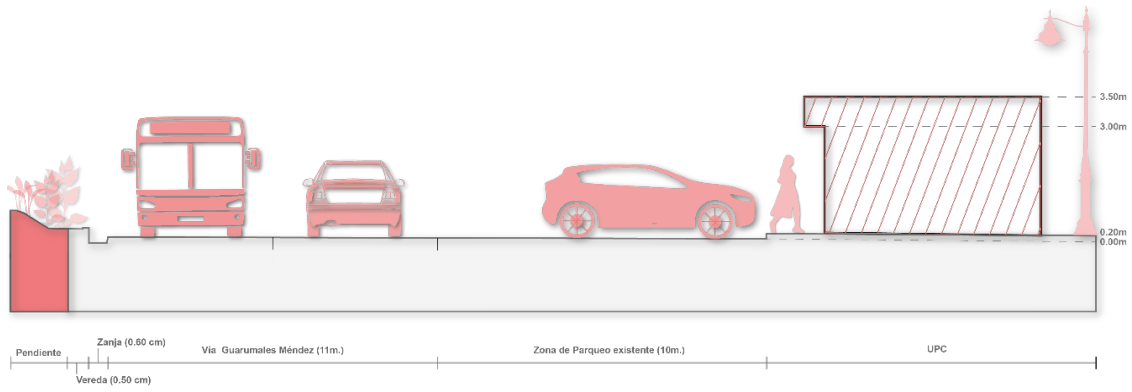 3.50m
3.00m
0.20m
0.00m
Zanja (0.60 cm)
Pendiente
Vía Guarumales Méndez (11m.)
Zona de Parqueo existente (10m.)
UPC
Vereda (0.50 cm)